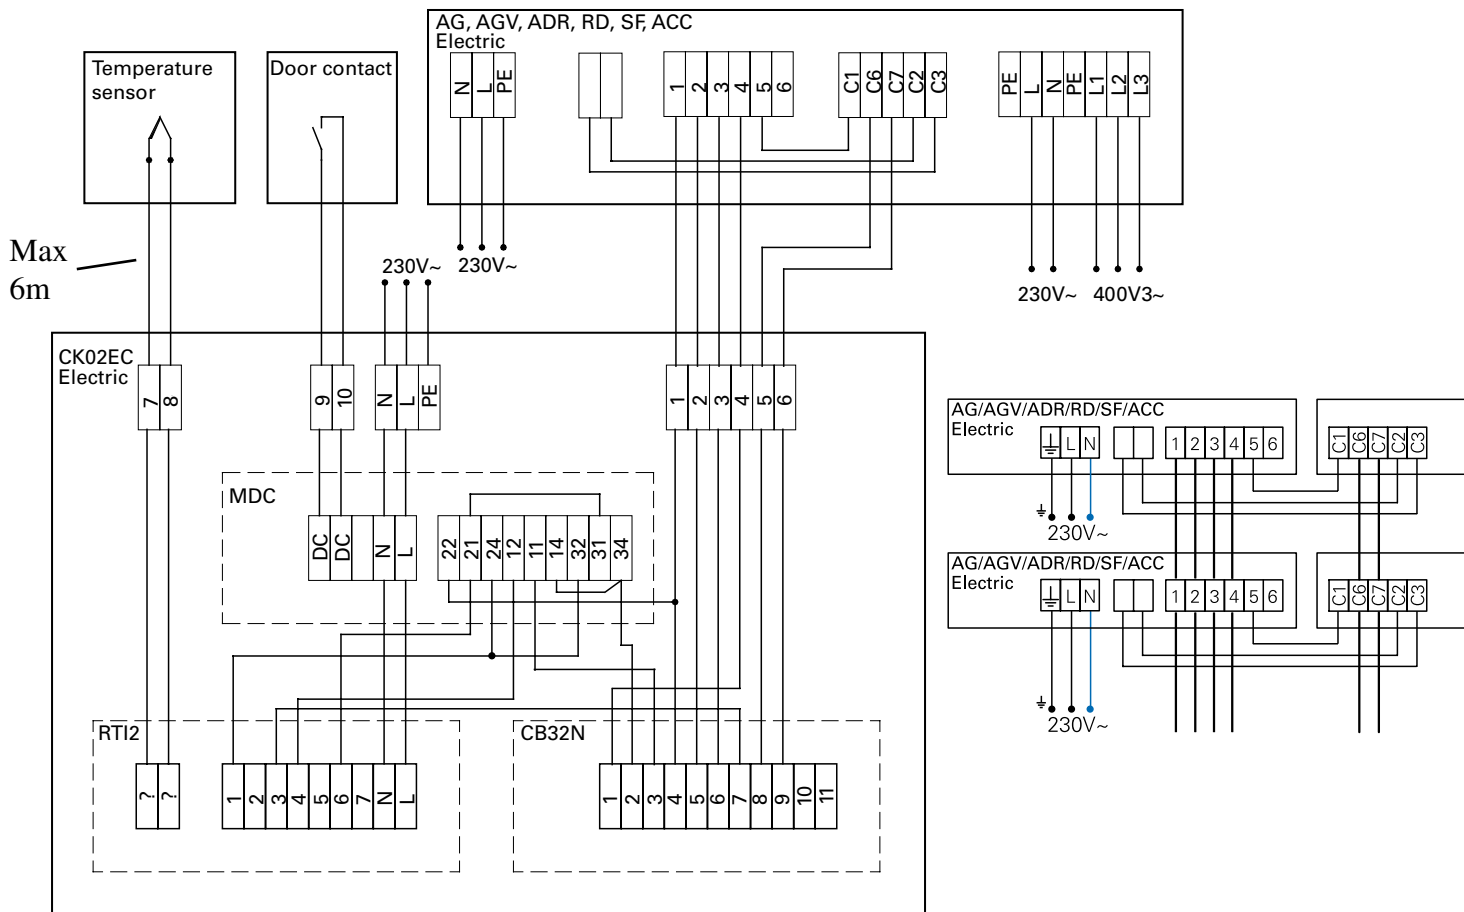 AG, AGV, ADR, RD, SF, ACC
Electric
N L PE
1 2 3 4 5 6
C1 C6 C7 C2 C3
PE L N PE L1 L2 L3
Temperature
sensor
Door contact
Max
6m
230V~
230V~
230V~
400V3~
CK02EC
Electric
7 8
9 10
N L PE
1 2 3 4 5 6
MDC
DC DC N L
22 21 24 12 11 14 32 31 34
RTI2
? ?
1 2 3 4 5 6 7 N L
CB32N
1 2 3 4 5 6 7 8 9 10 11
AG/AGV/ADR/RD/SF/ACC
Electric
L N
1 2 3 4 5 6
C1 C6 C7 C2 C3
230V~
AG/AGV/ADR/RD/SF/ACC
Electric
L N
1 2 3 4 5 6
C1 C6 C7 C2 C3
230V~